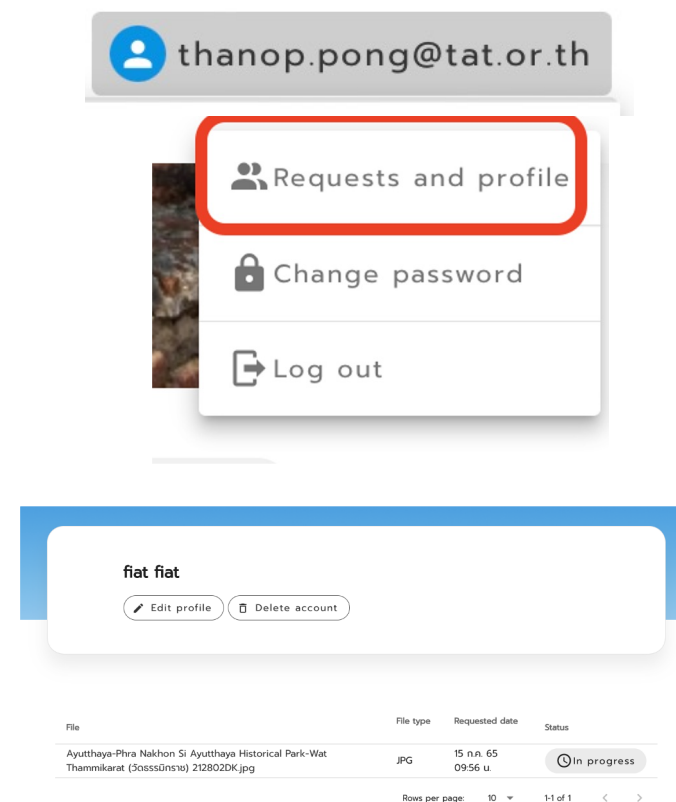 thanop.pong@tat.or.th
Requests and profile
Change password
Log out
fiat fiat
Edit profile
Delete account
File
File type
Requested date
Status
Ayutthaya-Phra Nakhon Si Ayutthaya Historical Park-Wat
Thammikarat (วัดธรรมิกราช) 212802DK.jpg
JPG
15 ก.ค. 65
09:56 น.
In progress
Rows per page: 10 1-1 of 1